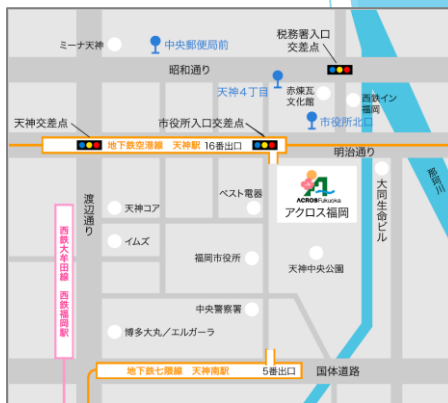 ミーナ天神
中央郵便局前
税務署入口
交差点
昭和通り
天神4丁目
赤煉瓦
文化館
西鉄イン
福岡
市役所北口
天神交差点
市役所入口交差点
地下鉄空港線 天神駅 16番出口
明治通り
那珂川
渡辺通り
天神コア
ベスト電器
ACROS Fukuoka
アクロス福岡
大同生命ビル
イムズ
福岡市役所
天神中央公園
西鉄大牟田線 西鉄福岡駅
中央警察署
博多大丸/エルガーラ
地下鉄七隈線 天神南駅 5番出口
国体道路